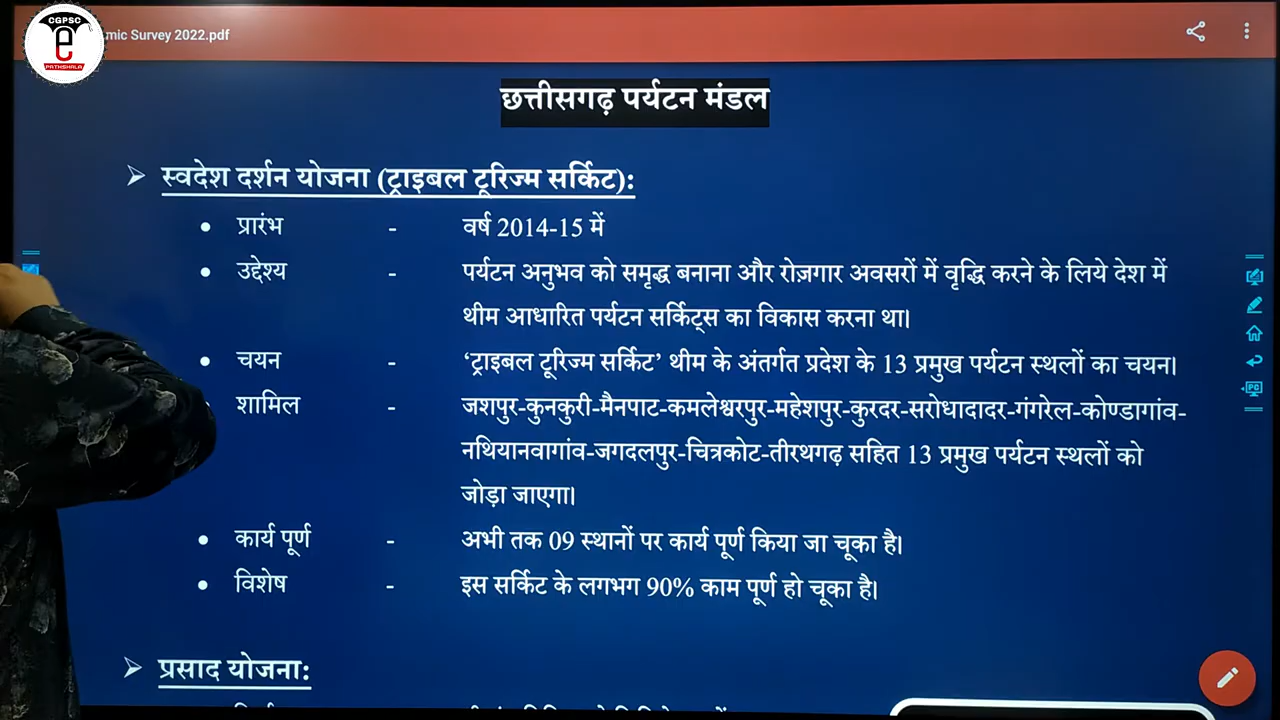 CGPSC
e
PATHSHALA
mic Survey 2022.pdf
छत्तीसगढ़ पर्यटन मंडल
➢ स्वदेश दर्शन योजना (ट्राइबल टूरिज्म सर्किट):
• प्रारंभ - वर्ष 2014-15 में
• उद्देश्य - पर्यटन अनुभव को समृद्ध बनाना और रोज़गार अवसरों में वृद्धि करने के लिये देश में
थीम आधारित पर्यटन सर्किट्स का विकास करना था।
• चयन - ‘ट्राइबल टूरिज्म सर्किट’ थीम के अंतर्गत प्रदेश के 13 प्रमुख पर्यटन स्थलों का चयन।
• शामिल - जशपुर-कुनकुरी-मैनपाट-कमलेश्वरपुर-महेशपुर-कुरदर-सरोधादादर-गंगरेल-कोण्डागांव-
नथियानवागांव-जगदलपुर-चित्रकोट-तीरथगढ़ सहित 13 प्रमुख पर्यटन स्थलों को
जोड़ा जाएगा।
• कार्य पूर्ण - अभी तक 09 स्थानों पर कार्य पूर्ण किया जा चूका है।
• विशेष - इस सर्किट के लगभग 90% काम पूर्ण हो चूका है।
➢ प्रसाद योजना: